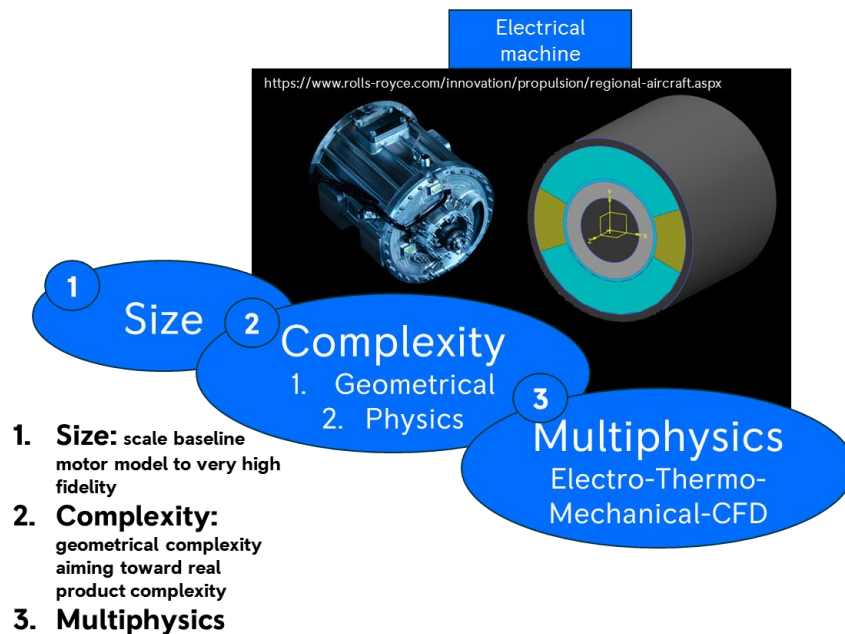 Electrical
machine
https://www.rolls-royce.com/innovation/propulsion/regional-aircraft.aspx
Y
X
Z
1
Size
2
Complexity
1. Geometrical
2. Physics
3
Multiphysics
Electro-Thermo-
Mechanical-CFD
1. Size: scale baseline
motor model to very high
fidelity
2. Complexity:
geometrical complexity
aiming toward real
product complexity
3. Multiphysics